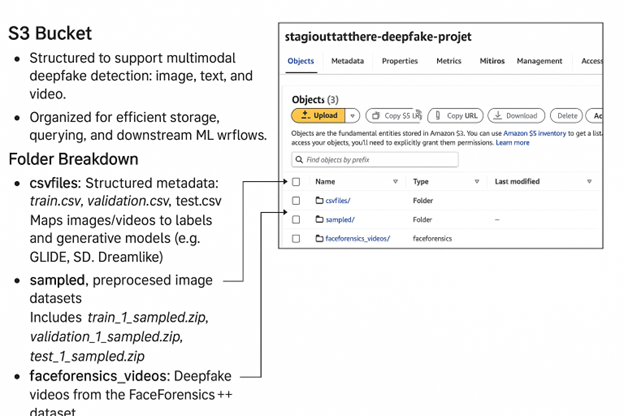 S3 Bucket
• Structured to support multimodal
deepfake detection: image, text, and
video.
• Organized for efficient storage,
querying, and downstream ML wrflows.
Folder Breakdown
• csvfiles: Structured metadata:
train.csv, validation.csv, test.csv
Maps images/videos to labels
and generative models (e.g.
GLIDE, SD. Dreamlike)
• sampled, preprocesed image
datasets
Includes train_1_sampled.zip,
validation_1_sampled.zip,
test_1_sampled.zip
• faceforensics_videos: Deepfake
videos from the FaceForensics++
dataset
stagiouttatthere-deepfake-projet
Objects Metadata Properties Metrics Mitiros Management Access
Objects (3)
Upload Copy $S Copy URL Download Delete Ac
Objects are the fundamental entities stored in Amazon S3. You can use Amazon $S inventory to get a list.
access your objects, you'll need to explicitly grant them permissions. Learn more
Find objects by prefix
Name Type Last modified
csvfiles/ Folder
sampled/ Folder –
faceforengics_videos/ faceforensics